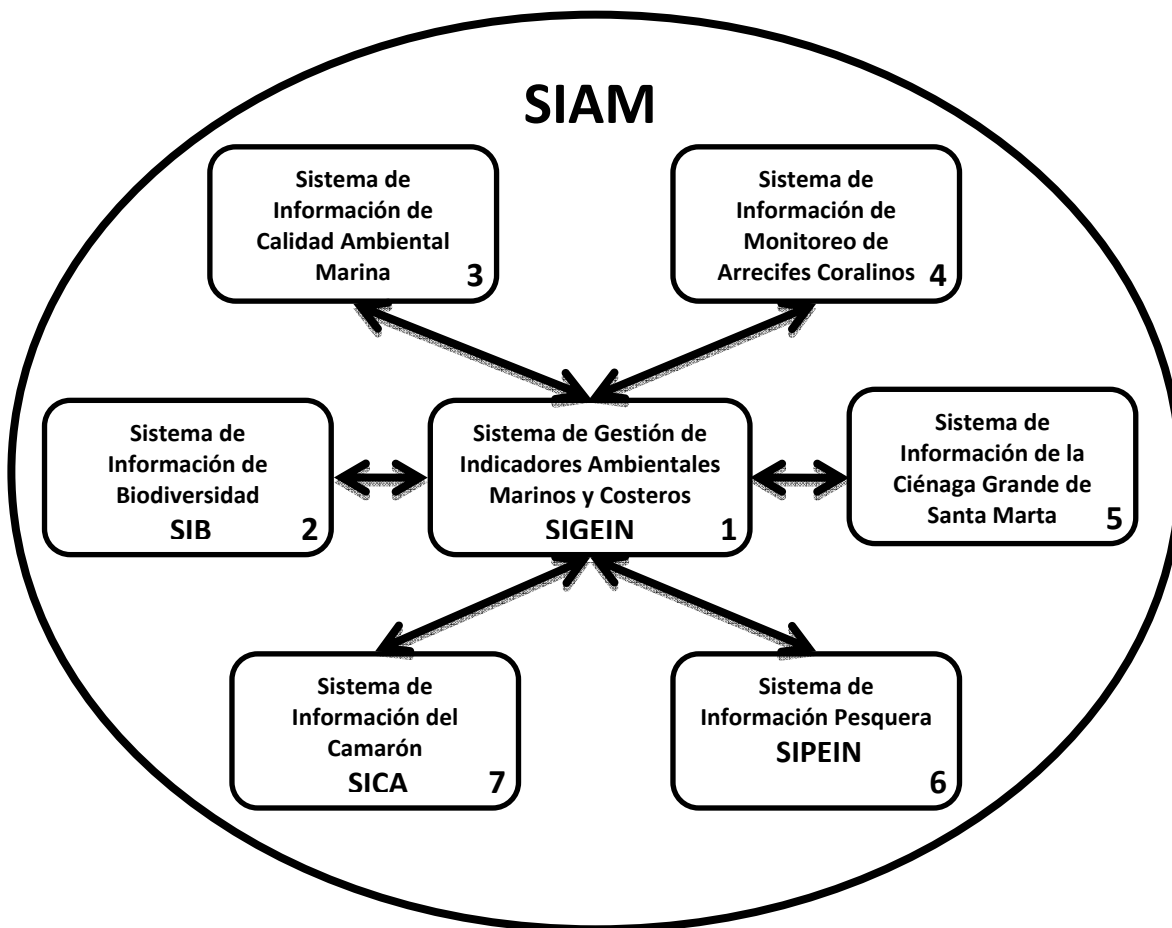 SIAM
Sistema de
Información de
Calidad Ambiental
Marina
3
Sistema de
Información de
Monitoreo de
Arrecifes Coralinos
4
Sistema de
Información de
Biodiversidad
SIB
2
Sistema de Gestión de
Indicadores Ambientales
Marinos y Costeros
SIGEIN
1
Sistema de
Información de la
Ciénaga Grande de
Santa Marta
5
Sistema de
Información del
Camarón
SICA
7
Sistema de
Información Pesquera
SIPEIN
6